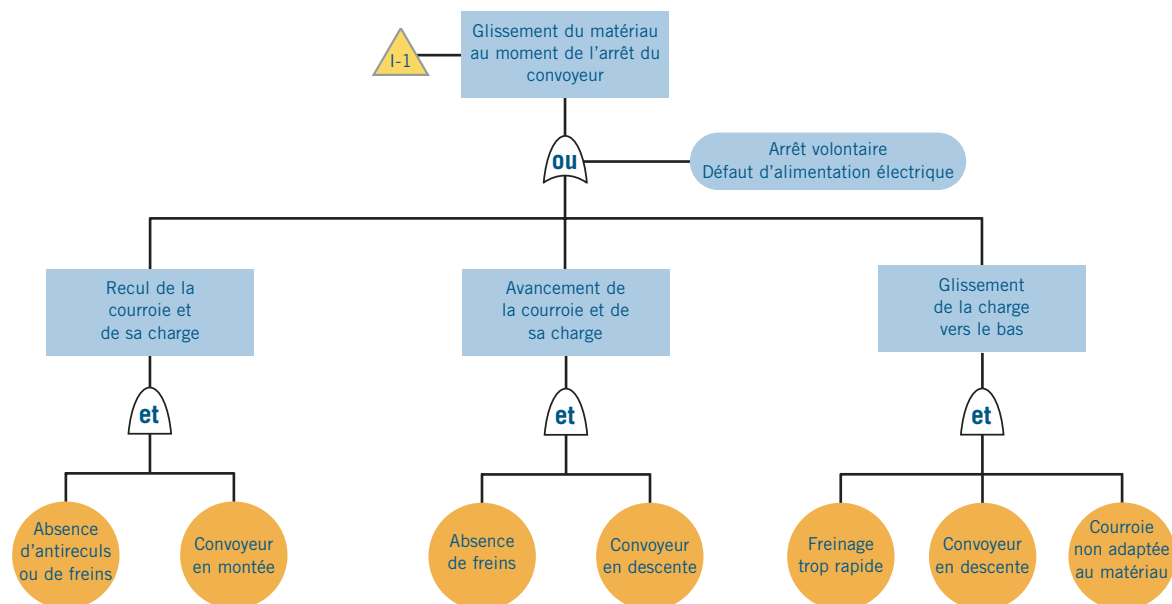 I-1
Glissement du matériau
au moment de l'arrêt du
convoyeur
ou
Arrêt volontaire
Défaut d'alimentation électrique
Recul de la
courroie et
de sa charge
Avancement de
la courroie et de
sa charge
Glissement
de la charge
vers le bas
et
et
et
Absence
d'antireculs
ou de freins
Convoyeur
en montée
Absence
de freins
Convoyeur
en descente
Freinage
trop rapide
Convoyeur
en descente
Courroie
non adaptée
au matériau